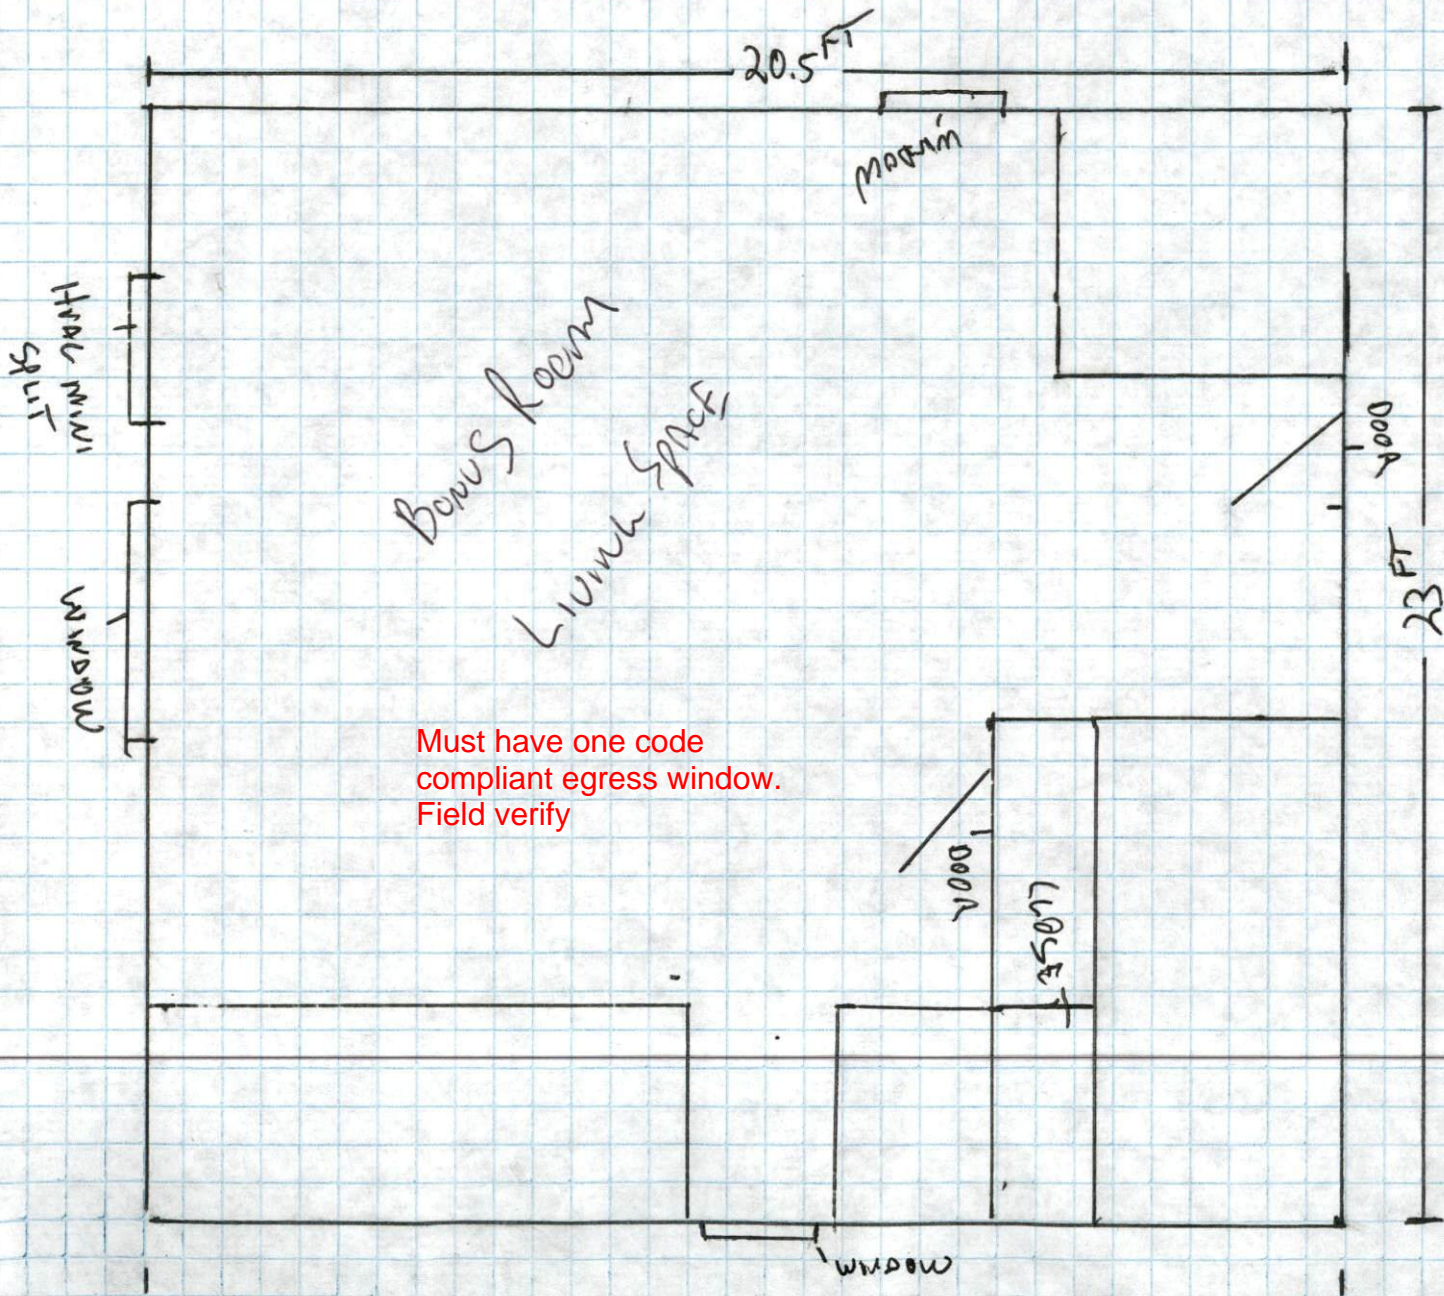 20.5 FT
WINDOW
HVAC MINI
SPLIT
BONUS ROOM
LIVING SPACE
DOOR
23 FT
WINDOW
Must have one code
compliant egress window.
Field verify
DOOR
CLOSET
WINDOW